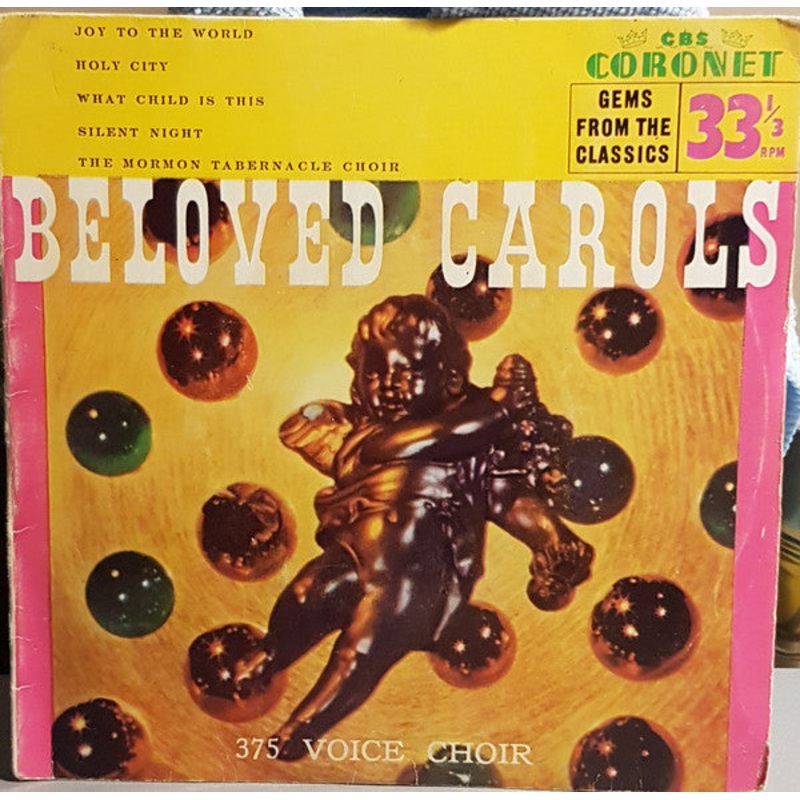 JOY TO THE WORLD
HOLY CITY
WHAT CHILD IS THIS
SILENT NIGHT
THE MORMON TABERNACLE CHOIR
CBS
CORONET
GEMS
FROM THE
CLASSICS
33 1/3
RPM
BELOVED CAROLS
375 VOICE CHOIR